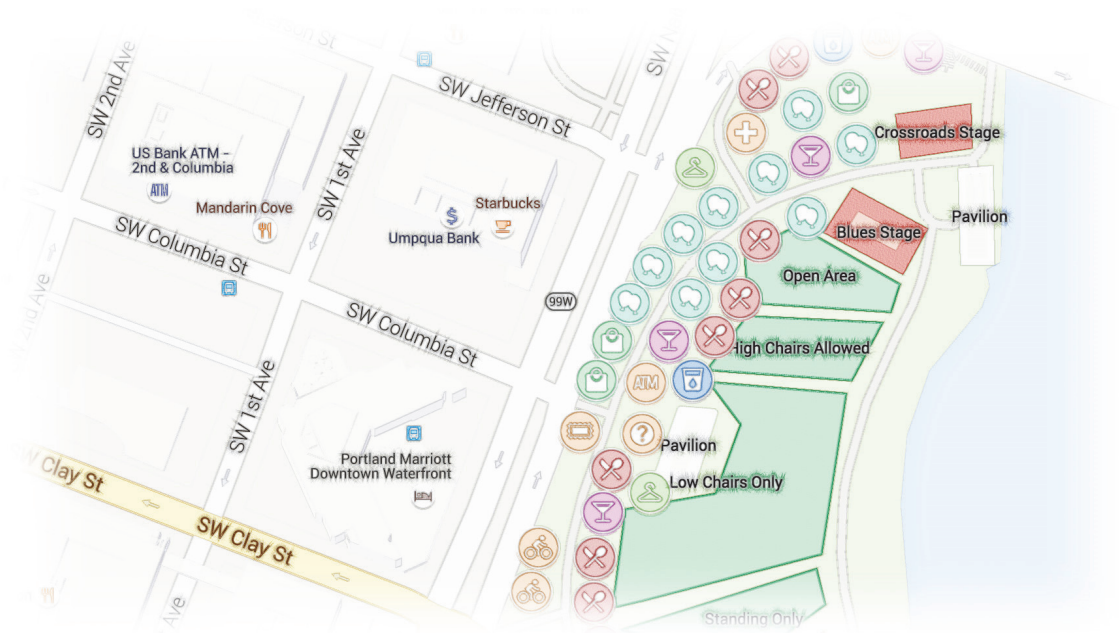 SW 2nd Ave
SW Jefferson St
Crossroads Stage
US Bank ATM –
2nd & Columbia
ATM
SW 1st Ave
Mandarin Cove
Starbucks
$
Umpqua Bank
Pavilion
Blues Stage
SW Columbia St
Open Area
99W
SW Columbia St
High Chairs Allowed
ATM
SW 1st Ave
?
Pavilion
Portland Marriott
Downtown Waterfront
Low Chairs Only
SW Clay St
SW Clay St
Ave
Standing Only